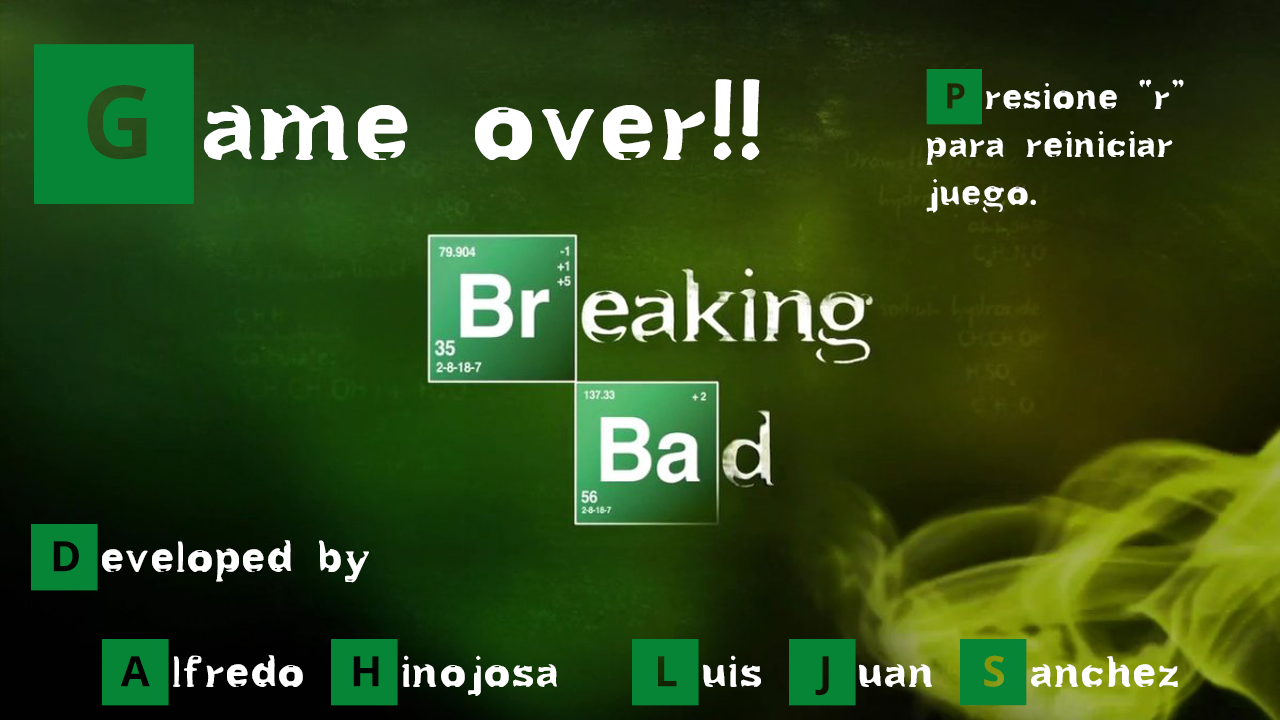 Game over!!
Presione "r"
para reiniciar
juego.
79.904 -1
+1
+5
Breaking
35
2-8-18-7
137.33 +2
Bad
56
2-8-18-7
Developed by
Alfredo Hinojosa Luis Juan Sanchez